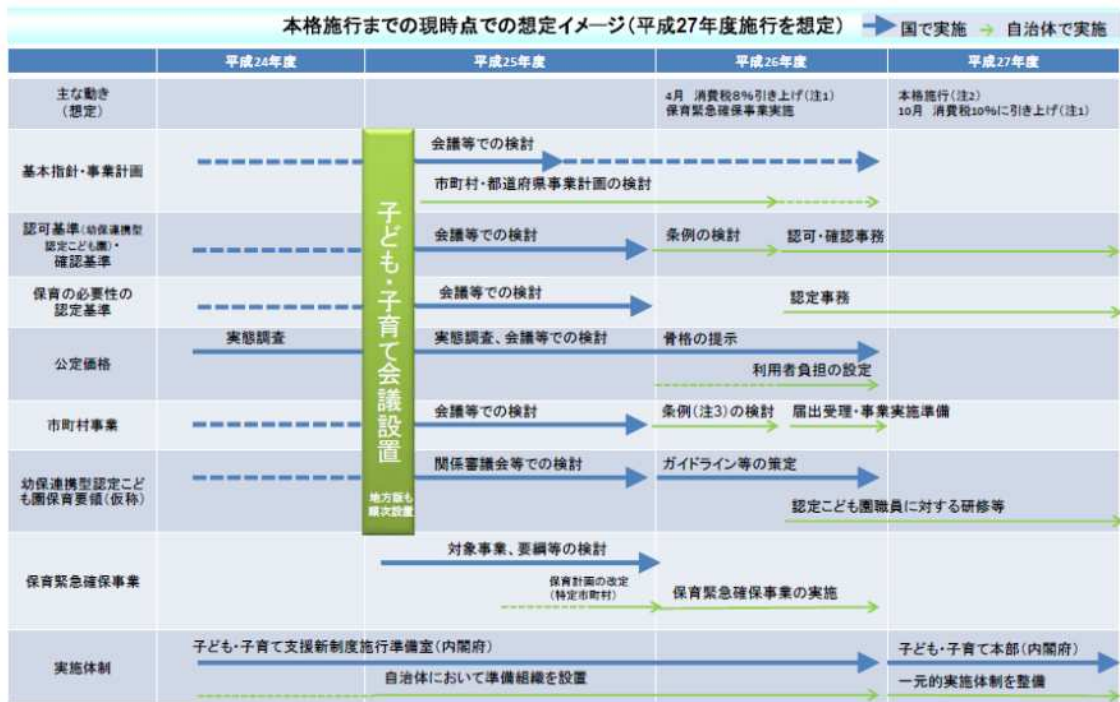 本格施行までの現時点での想定イメージ(平成27年度施行を想定)
国で実施
自治体で実施
平成24年度
平成25年度
平成26年度
平成27年度
主な動き
(想定)
4月 消費税8%引き上げ(注1)
保育緊急確保事業実施
本格施行(注2)
10月 消費税10%に引き上げ(注1)
子ども・子育て会議設置
地方版も
順次設置
基本指針・事業計画
会議等での検討
市町村・都道府県事業計画の検討
認可基準(幼保連携型
認定こども園)・
確認基準
会議等での検討
条例の検討
認可・確認事務
保育の必要性の
認定基準
会議等での検討
認定事務
公定価格
実態調査
実態調査、会議等での検討
骨格の提示
利用者負担の設定
市町村事業
会議等での検討
条例(注3)の検討
届出受理・事業実施準備
幼保連携型認定こど
も園保育要領(仮称)
関係審議会等での検討
ガイドライン等の策定
認定こども園職員に対する研修等
保育緊急確保事業
対象事業、要綱等の検討
保育計画の改定
(特定市町村)
保育緊急確保事業の実施
実施体制
子ども・子育て支援新制度施行準備室(内閣府)
自治体において準備組織を設置
子ども・子育て本部(内閣府)
一元的実施体制を整備